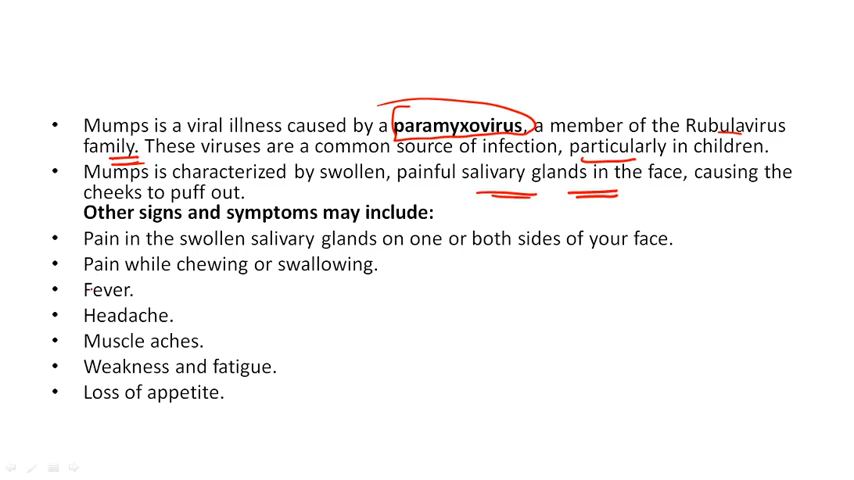 • Mumps is a viral illness caused by a paramyxovirus, a member of the Rubulavirus
family. These viruses are a common source of infection, particularly in children.
• Mumps is characterized by swollen, painful salivary glands in the face, causing the
cheeks to puff out.
Other signs and symptoms may include:
• Pain in the swollen salivary glands on one or both sides of your face.
• Pain while chewing or swallowing.
• Fever.
• Headache.
• Muscle aches.
• Weakness and fatigue.
• Loss of appetite.